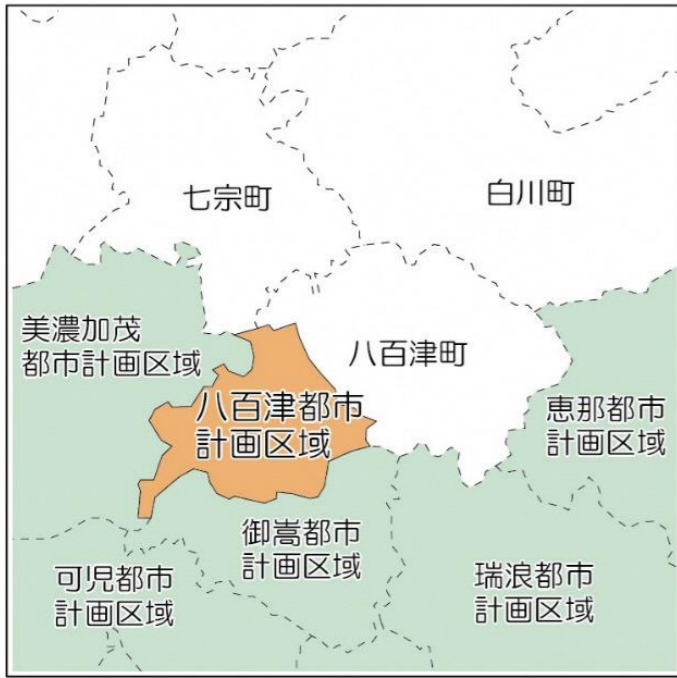 七宗町
白川町
美濃加茂
都市計画区域
八百津町
八百津都市
計画区域
恵那都市
計画区域
御嵩都市
計画区域
可児都市
計画区域
瑞浪都市
計画区域